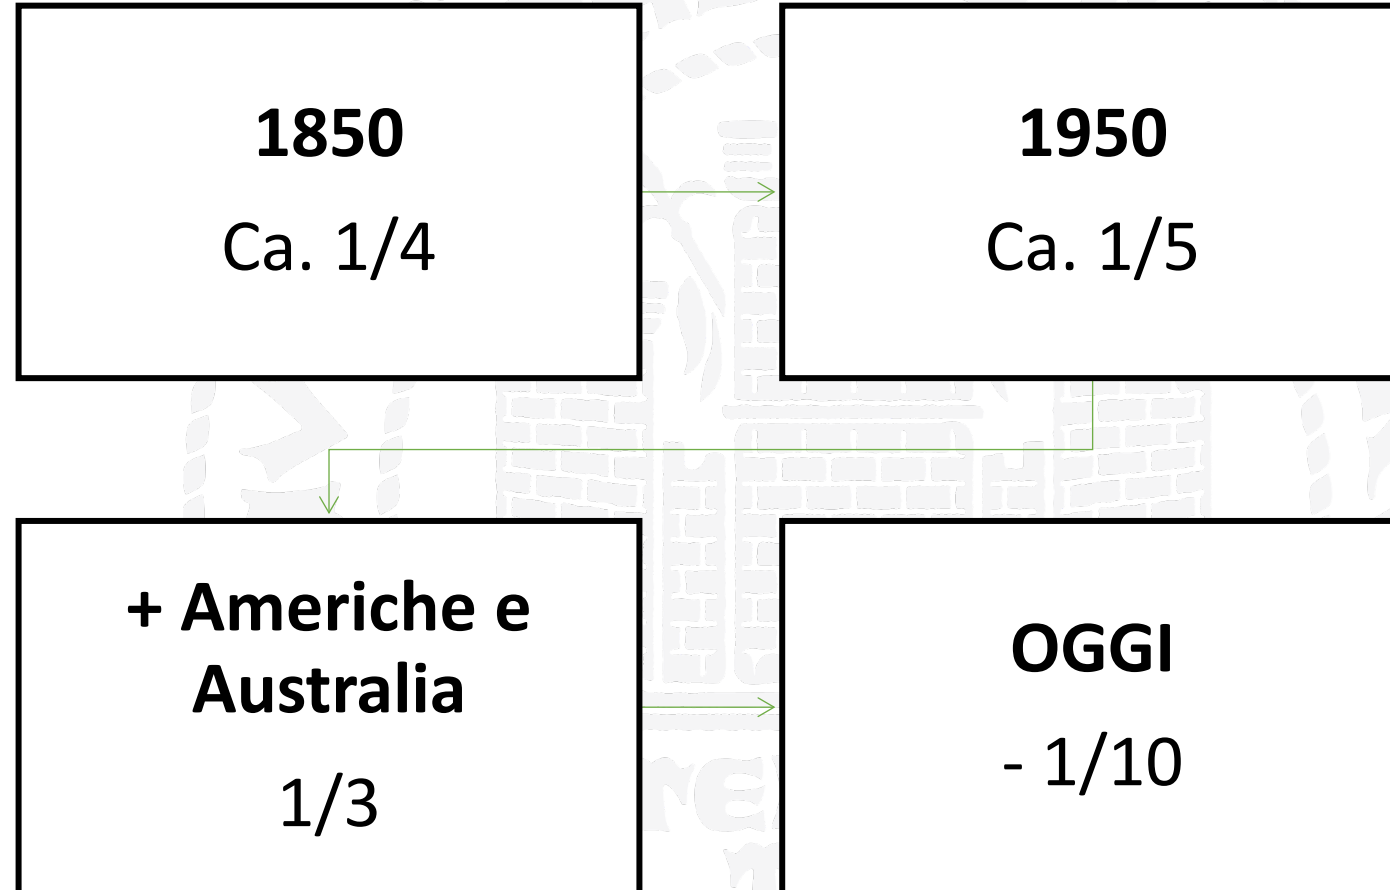 1850
Ca. 1/4
1950
Ca. 1/5
+ Americhe e
Australia
1/3
OGGI
- 1/10